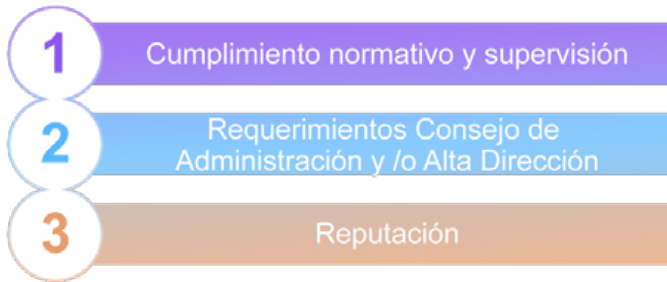 1
Cumplimiento normativo y supervisión
2
Requerimientos Consejo de
Administración y /o Alta Dirección
3
Reputación